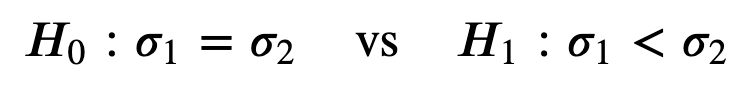 H₀ : σ₁ = σ₂ vs H₁ : σ₁ < σ₂